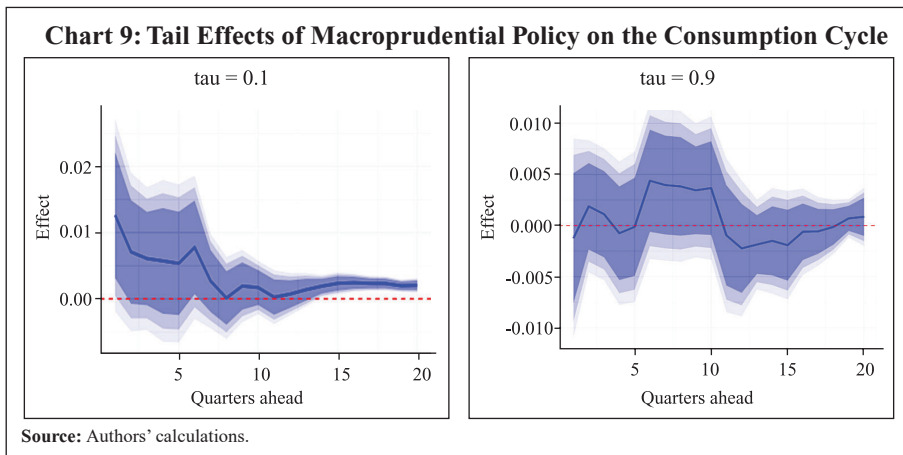 Chart 9: Tail Effects of Macroprudential Policy on the Consumption Cycle
tau = 0.1
Effect
0.02
0.01
0.00
5
10
15
20
Quarters ahead
tau = 0.9
Effect
0.010
0.005
0.000
-0.005
-0.010
5
10
15
20
Quarters ahead
Source: Authors' calculations.